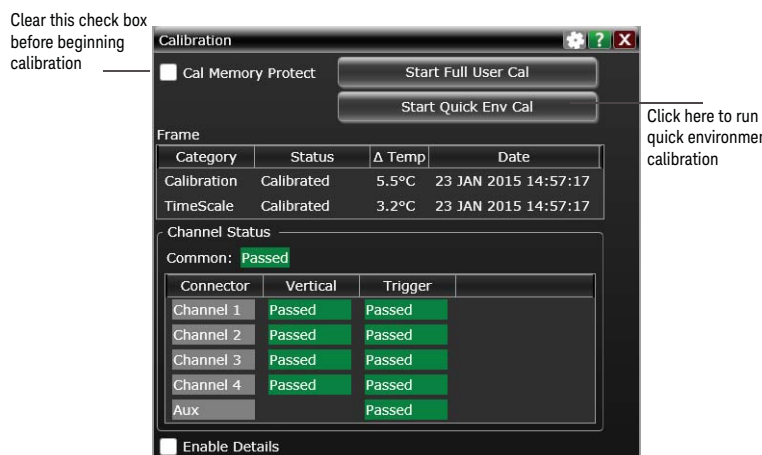 Clear this check box
before beginning
calibration
Calibration
? X
Cal Memory Protect
Start Full User Cal
Start Quick Env Cal
Click here to run
quick
calibration
Frame
Category Status Δ Temp Date
Calibration Calibrated 5.5°C 23 JAN 2015 14:57:17
TimeScale Calibrated 3.2°C 23 JAN 2015 14:57:17
Channel Status
Common: Passed
Connector Vertical Trigger
Channel 1 Passed Passed
Channel 2 Passed Passed
Channel 3 Passed Passed
Channel 4 Passed Passed
Aux Passed
Enable Details